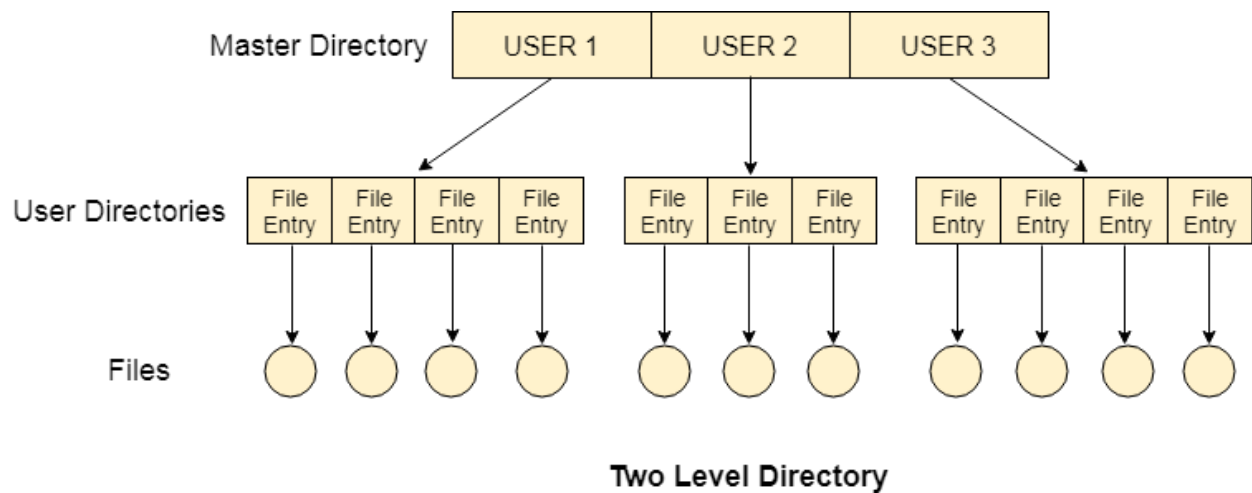 Master Directory
USER 1
USER 2
USER 3
User Directories
File
Entry
File
Entry
File
Entry
File
Entry
File
Entry
File
Entry
File
Entry
File
Entry
File
Entry
File
Entry
File
Entry
Files
Two Level Directory